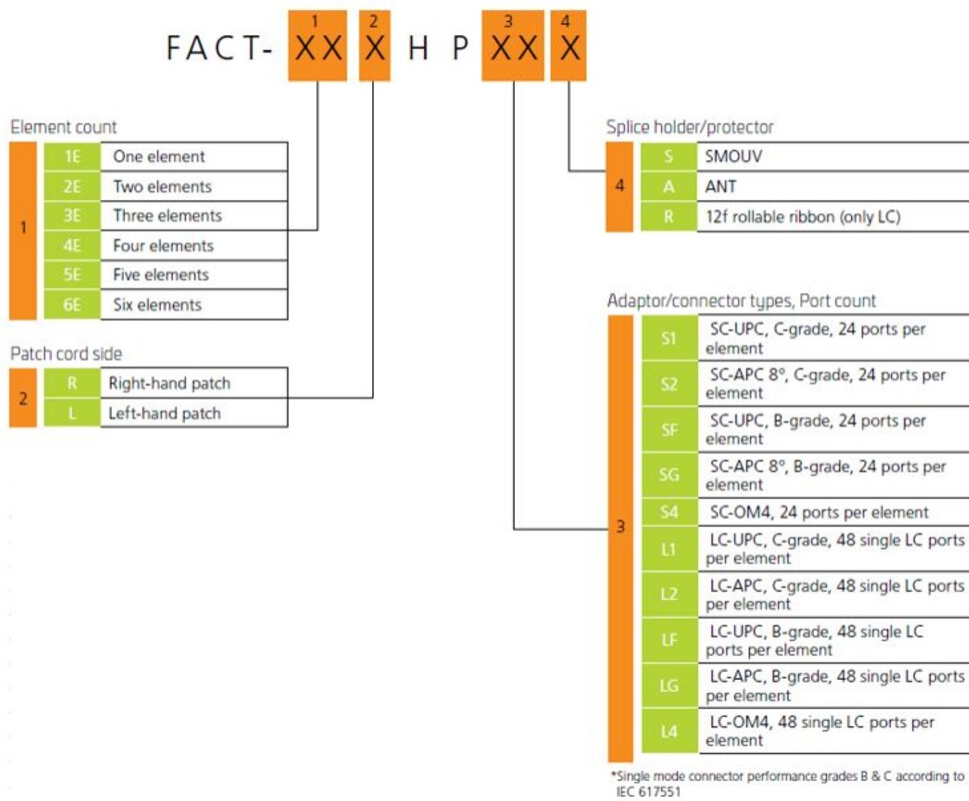 1 2 3 4
FACT- XX X H P XX X
Element count
1
1E One element
2E Two elements
3E Three elements
4E Four elements
5E Five elements
6E Six elements
Patch cord side
2
R Right-hand patch
L Left-hand patch
Splice holder/protector
4
S SMOUV
A ANT
R 12f rollable ribbon (only LC)
Adaptor/connector types, Port count
3
S1 SC-UPC, C-grade, 24 ports per
element
S2 SC-APC 8º, C-grade, 24 ports per
element
SF SC-UPC, B-grade, 24 ports per
element
SG SC-APC 8º, B-grade, 24 ports per
element
S4 SC-OM4, 24 ports per element
L1 LC-UPC, C-grade, 48 single LC ports
per element
L2 LC-APC, C-grade, 48 single LC ports
per element
LF LC-UPC, B-grade, 48 single LC
ports per element
LG LC-APC, B-grade, 48 single LC ports
per element
L4 LC-OM4, 48 single LC ports per
element
*Single mode connector performance grades B & C according to
IEC 617551